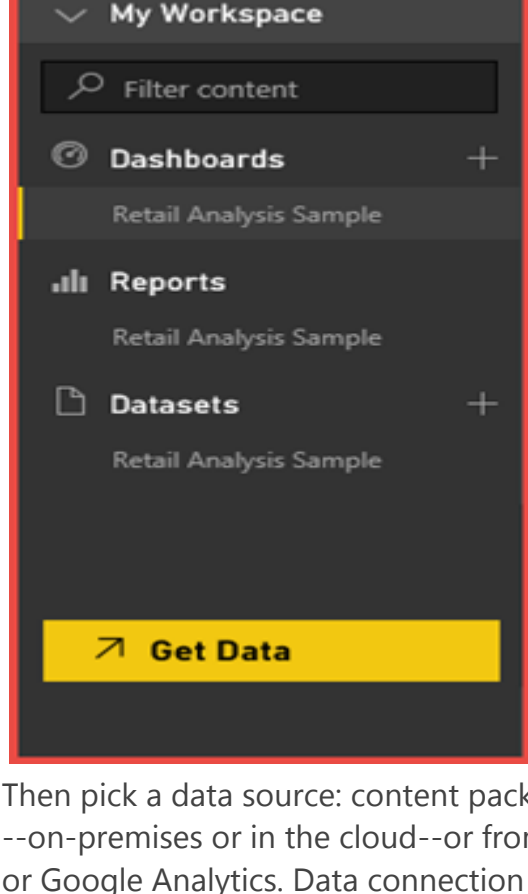 My Workspace
Filter content
Dashboards
Retail Analysis Sample
Reports
Retail Analysis Sample
Datasets
Retail Analysis Sample
Get Data
Then pick a data source: content pack
--on-premises or in the cloud--or from
or Google Analytics. Data connection